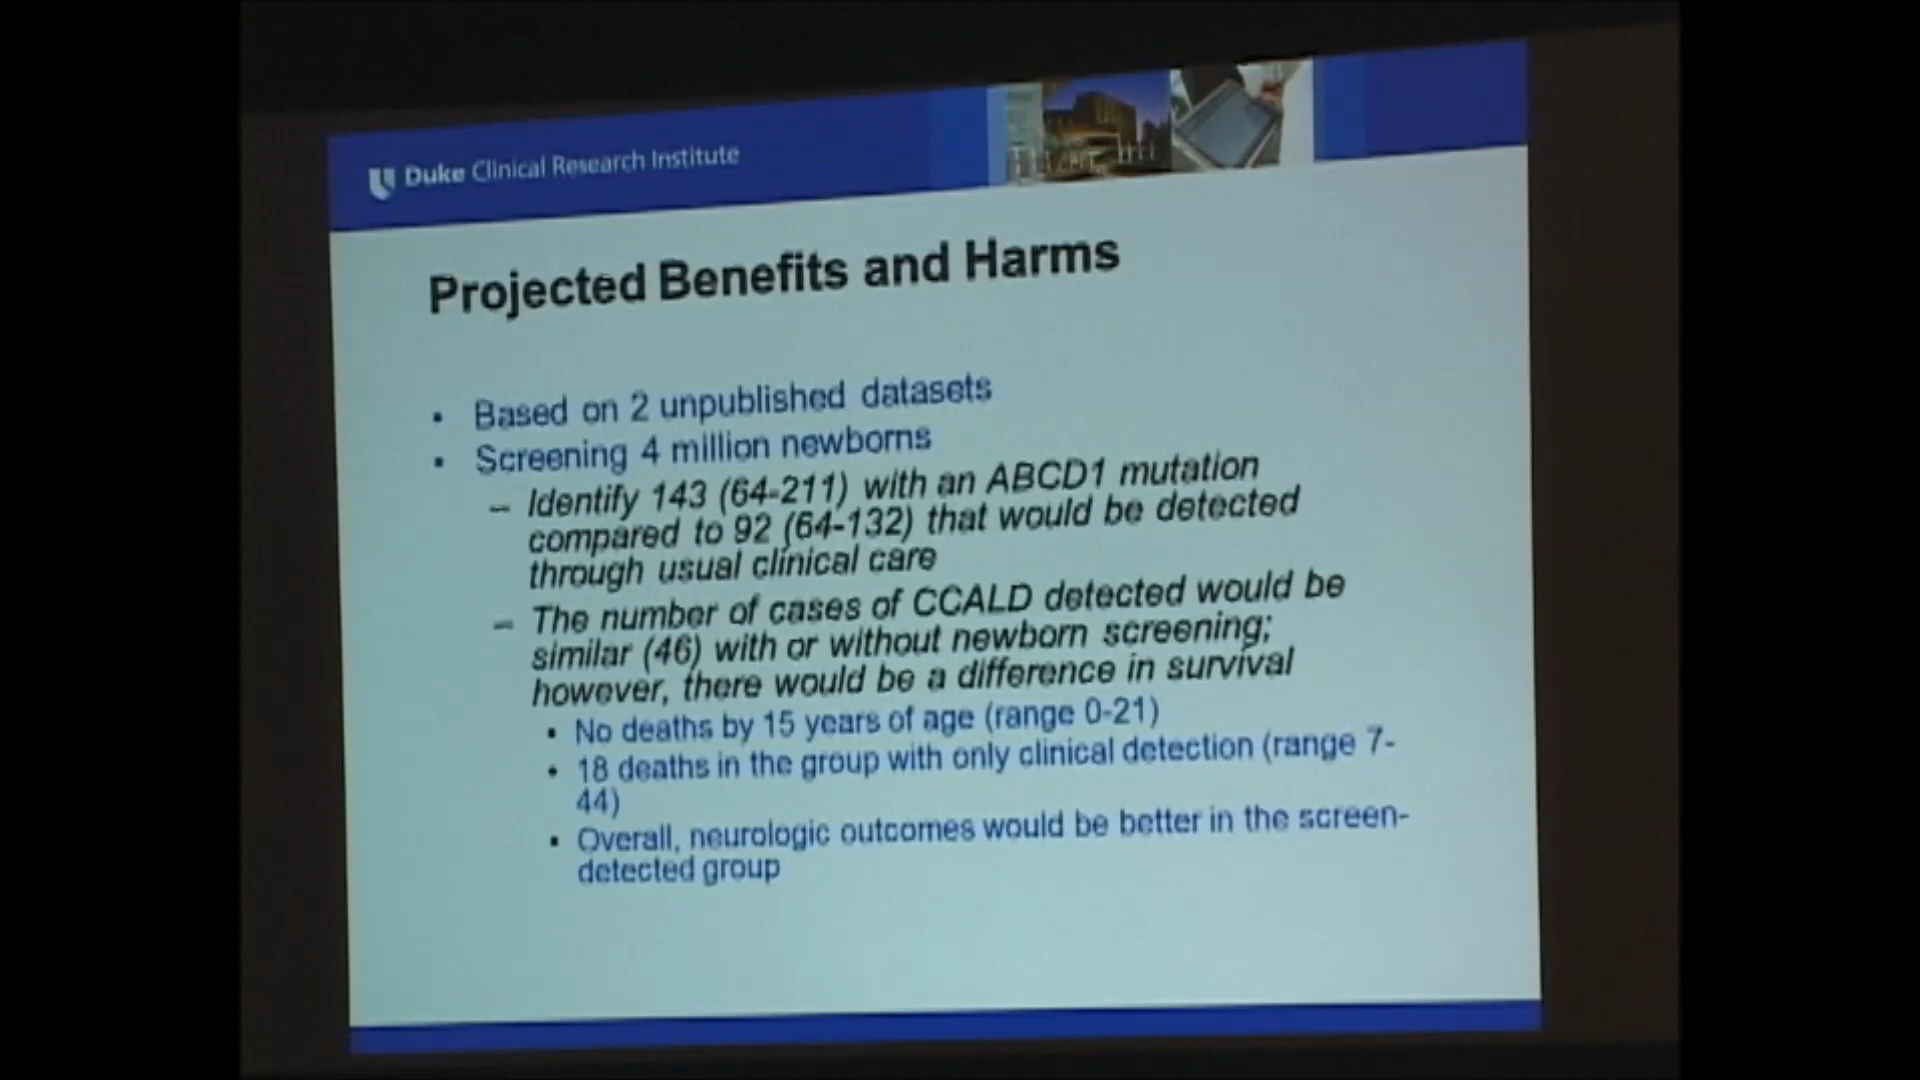 Duke Clinical Research Institute
Projected Benefits and Harms
• Based on 2 unpublished datasets
• Screening 4 million newborns
– Identify 143 (64-211) with an ABCD1 mutation
compared to 92 (64-132) that would be detected
through usual clinical care
– The number of cases of CCALD detected would be
similar (46) with or without newborn screening;
however, there would be a difference in survival
• No deaths by 15 years of age (range 0-21)
• 18 deaths in the group with only clinical detection (range 7-
44)
• Overall, neurologic outcomes would be better in the screen-
detected group